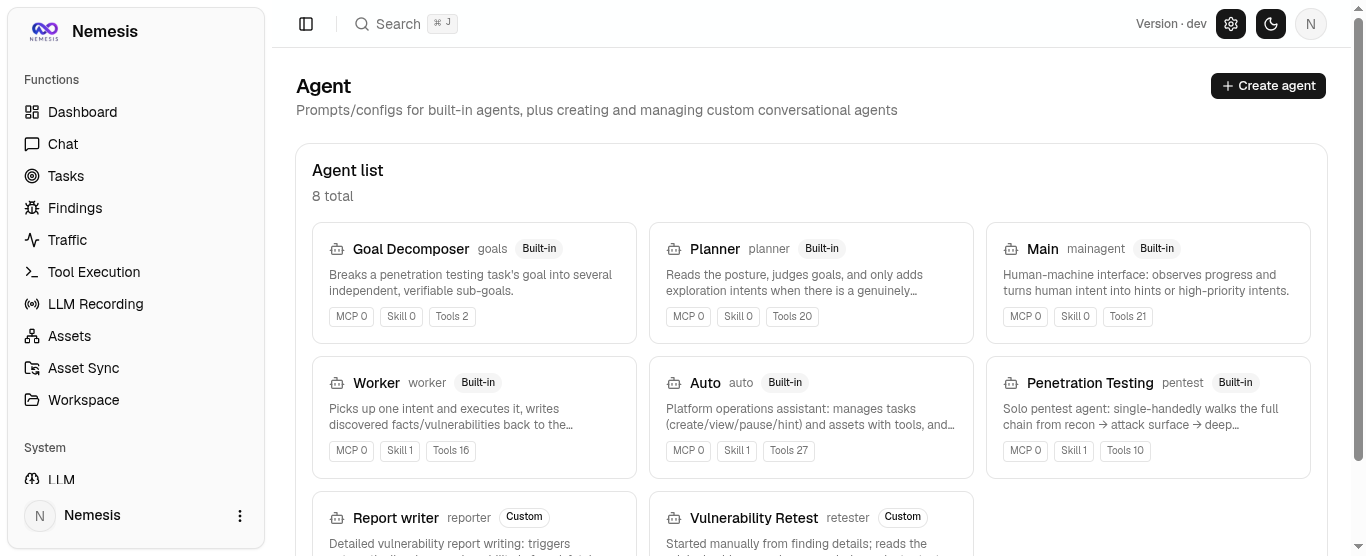 NEMESIS
Nemesis
Functions
Dashboard
Chat
Tasks
Findings
Traffic
Tool Execution
LLM Recording
Assets
Asset Sync
Workspace
System
LLM
N
Nemesis
Search
⌘ J
Version · dev
N
Agent
Prompts/configs for built-in agents, plus creating and managing custom conversational agents
Create agent
Agent list
8 total
Goal Decomposer goals Built-in
Breaks a penetration testing task's goal into several
independent, verifiable sub-goals.
MCP 0 Skill 0 Tools 2
Planner planner Built-in
Reads the posture, judges goals, and only adds
exploration intents when there is a genuinely…
MCP 0 Skill 0 Tools 20
Main mainagent Built-in
Human-machine interface: observes progress and
turns human intent into hints or high-priority intents.
MCP 0 Skill 0 Tools 21
Worker worker Built-in
Picks up one intent and executes it, writes
discovered facts/vulnerabilities back to the…
MCP 0 Skill 1 Tools 16
Auto auto Built-in
Platform operations assistant: manages tasks
(create/view/pause/hint) and assets with tools, and…
MCP 0 Skill 1 Tools 27
Penetration Testing pentest Built-in
Solo pentest agent: single-handedly walks the full
chain from recon → attack surface → deep…
MCP 0 Skill 1 Tools 10
Report writer reporter Custom
Detailed vulnerability report writing: triggers
Vulnerability Retest retester Custom
Started manually from finding details; reads the